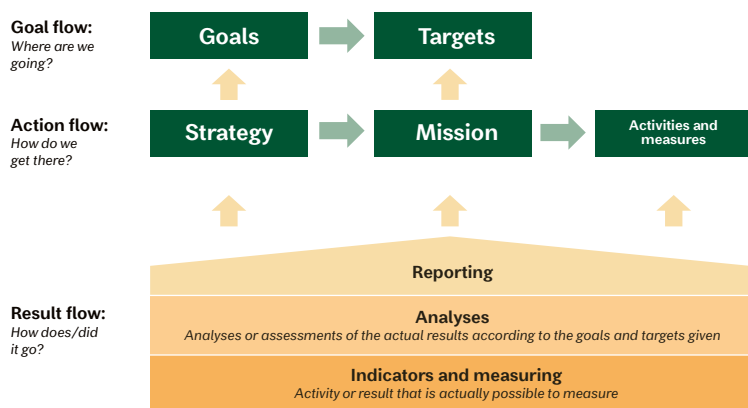 Goal flow:
Where are we
going?
Goals
Targets
Action flow:
How do we
get there?
Strategy
Mission
Activities and
measures
Result flow:
How does/did
it go?
Reporting
Analyses
Analyses or assessments of the actual results according to the goals and targets given
Indicators and measuring
Activity or result that is actually possible to measure